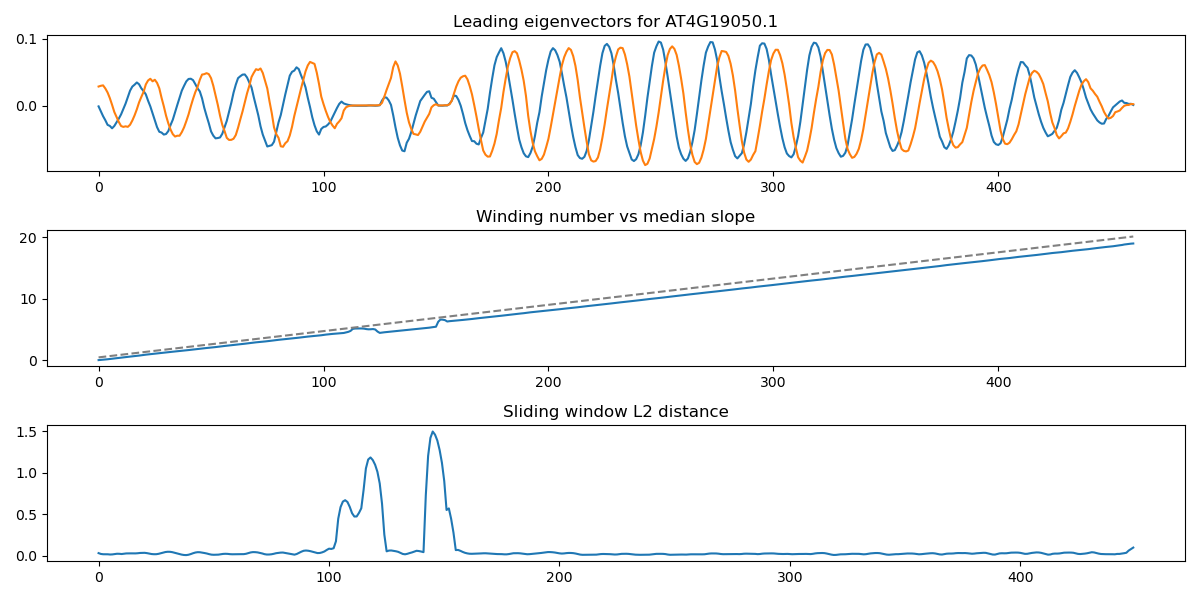 Leading eigenvectors for AT4G19050.1
0.1
0.0
0 100 200 300 400
Winding number vs median slope
20
10
0
0 100 200 300 400
Sliding window L2 distance
1.5
1.0
0.5
0.0
0 100 200 300 400